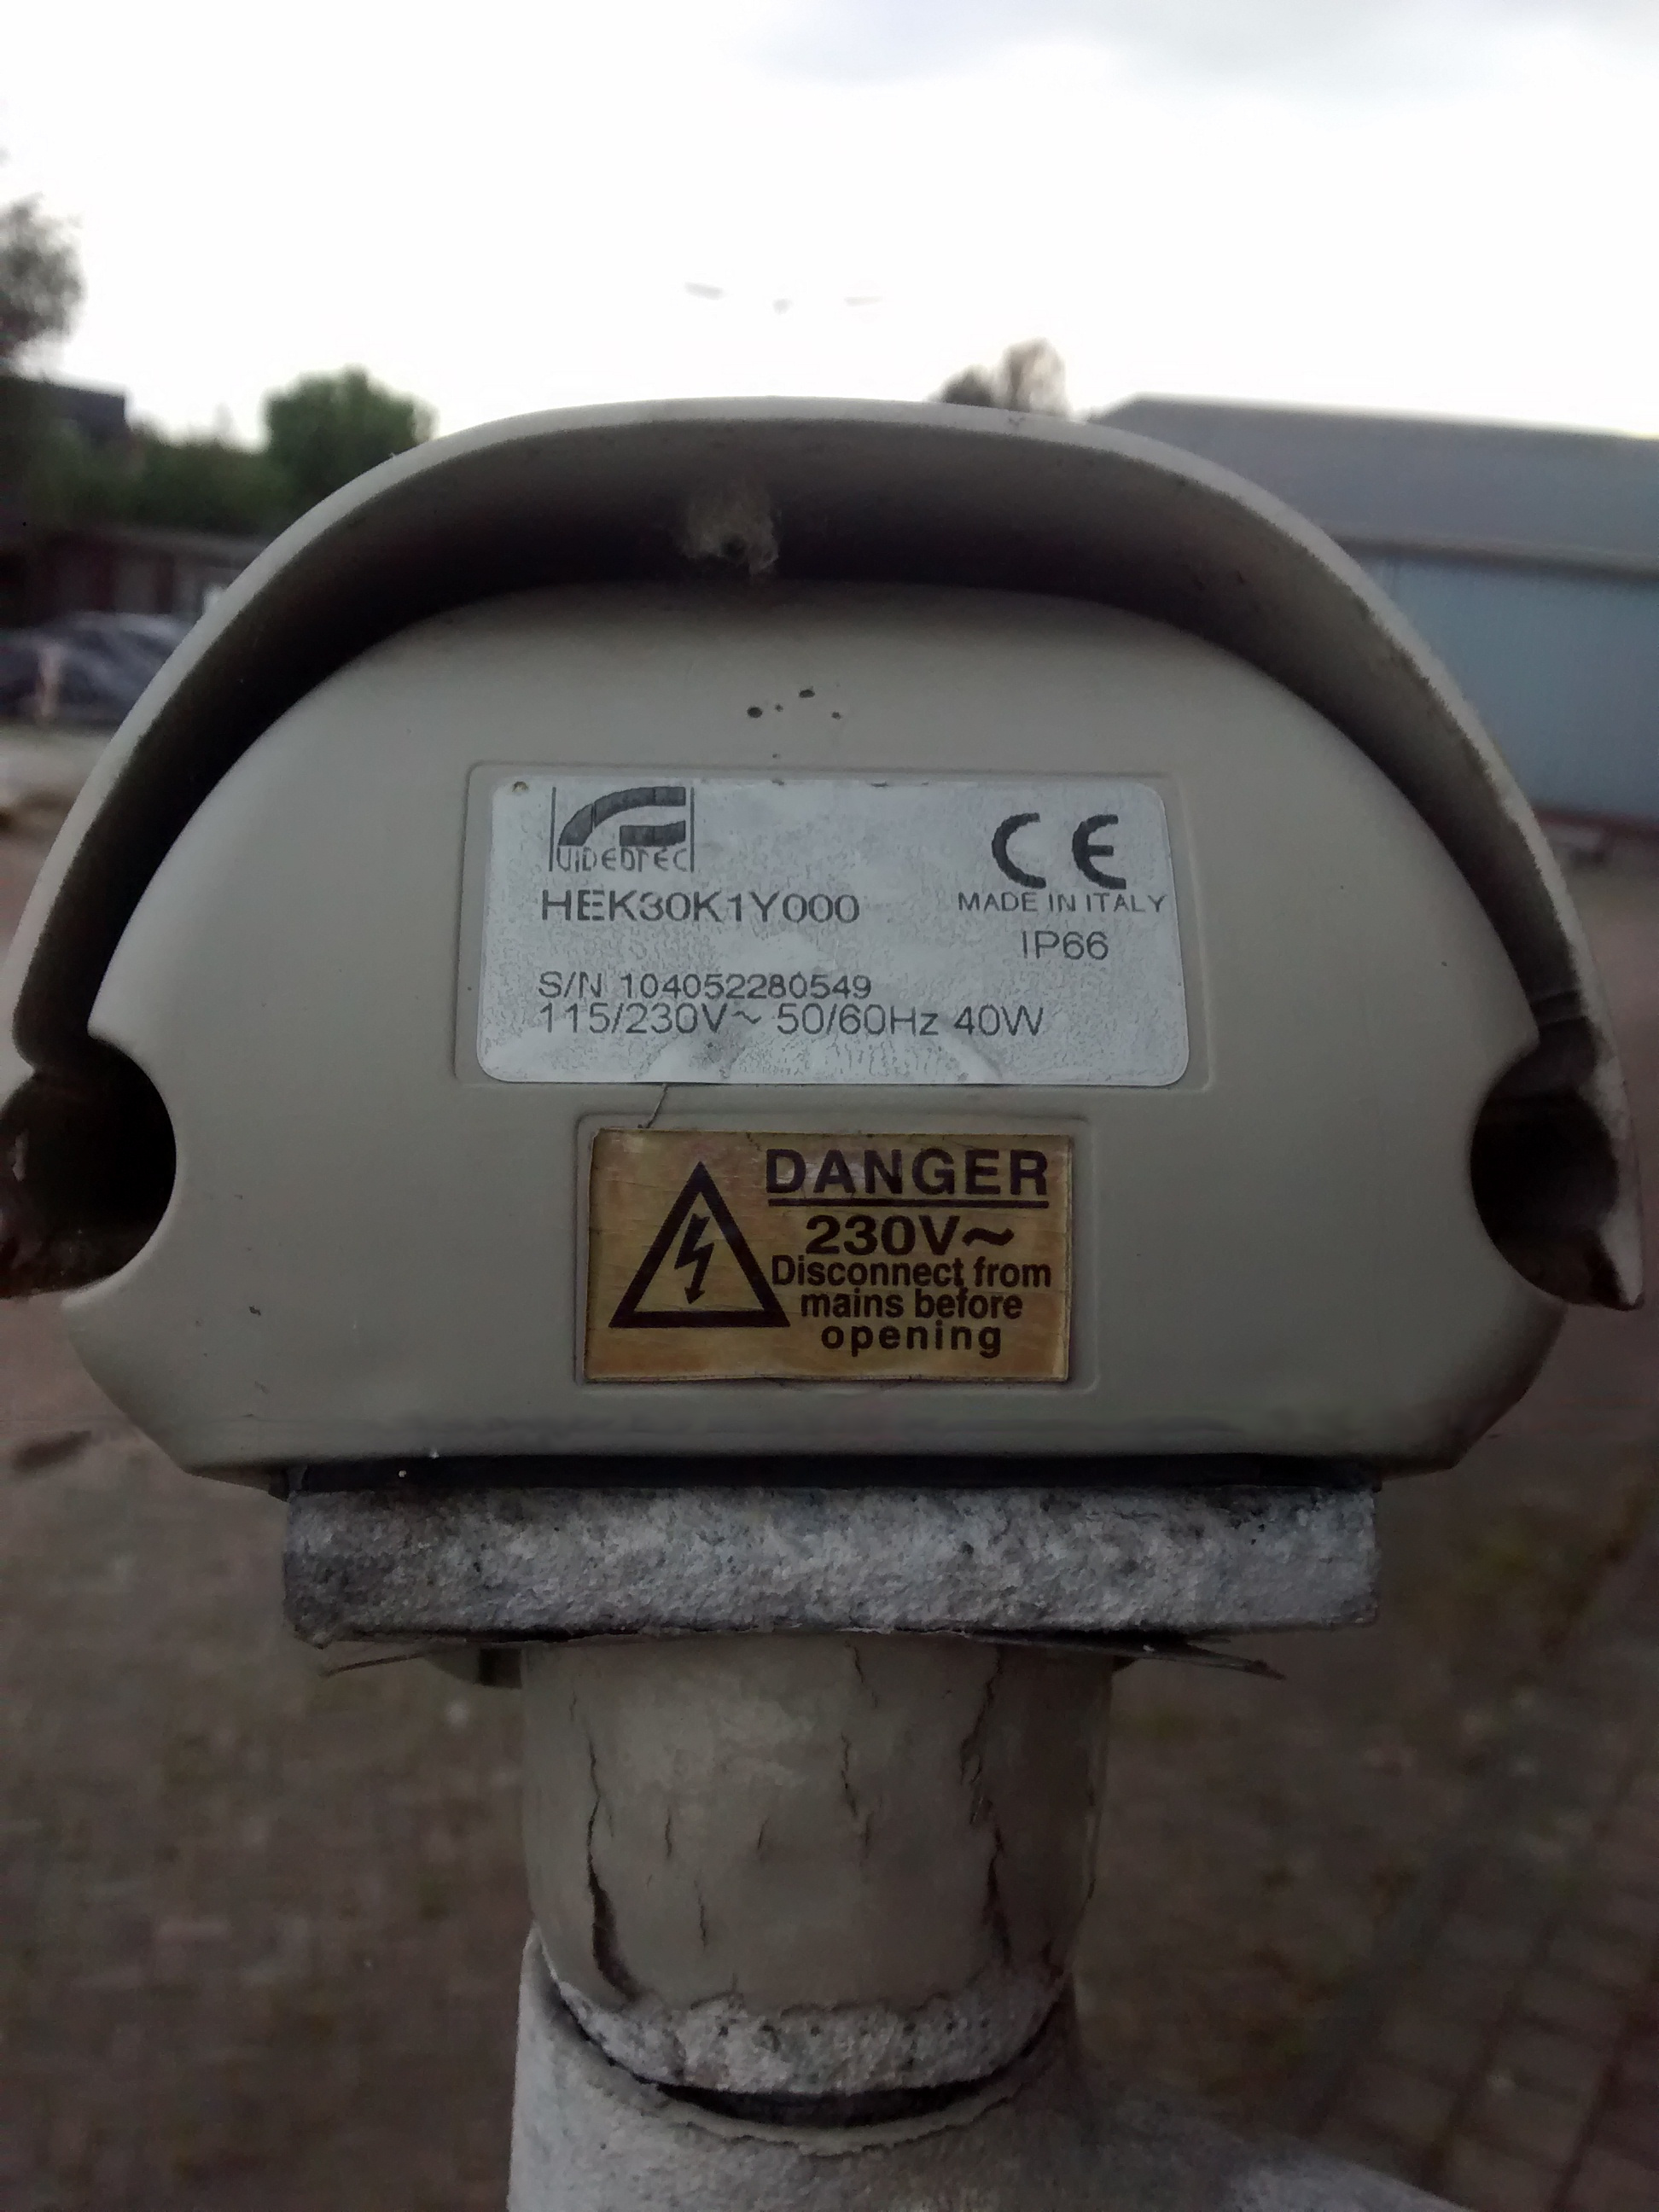 VIDEOTEC
CE
HEK30K1Y000
MADE IN ITALY
IP66
S/N 104052280549
115/230V~ 50/60Hz 40W
DANGER
230V~
Disconnect from
mains before
opening